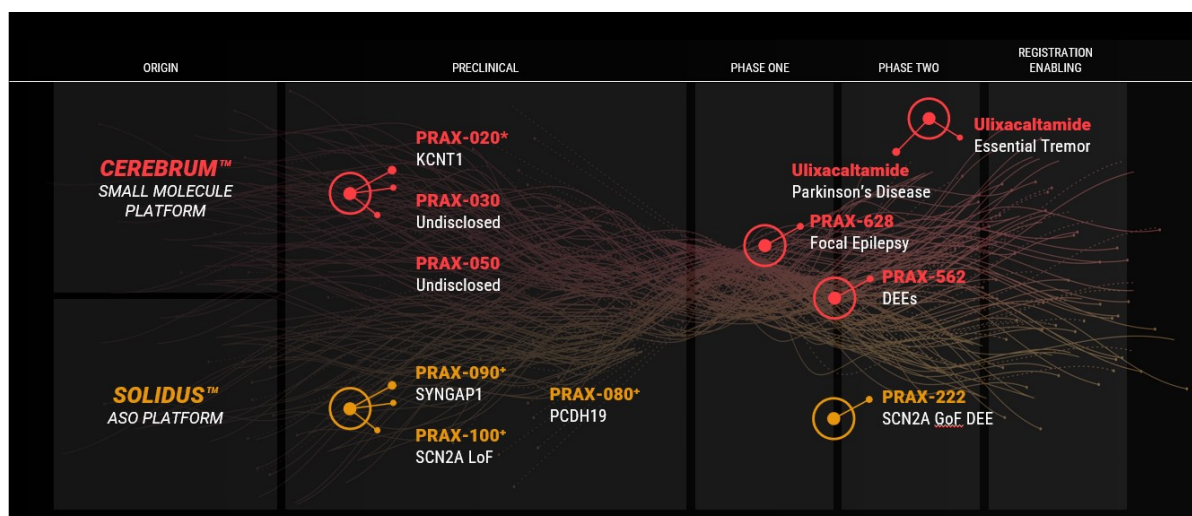 ORIGIN
PRECLINICAL
PHASE ONE
PHASE TWO
REGISTRATION
ENABLING
CEREBRUM™
SMALL MOLECULE
PLATFORM
PRAX-020*
KCNT1
PRAX-030
Undisclosed
PRAX-050
Undisclosed
Ulixacaltamide
Essential Tremor
Ulixacaltamide
Parkinson's Disease
PRAX-628
Focal Epilepsy
PRAX-562
DEEs
SOLIDUS™
ASO PLATFORM
PRAX-090⁺
SYNGAP1
PRAX-100⁺
SCN2A LoF
PRAX-080⁺
PCDH19
PRAX-222
SCN2A GoF DEE